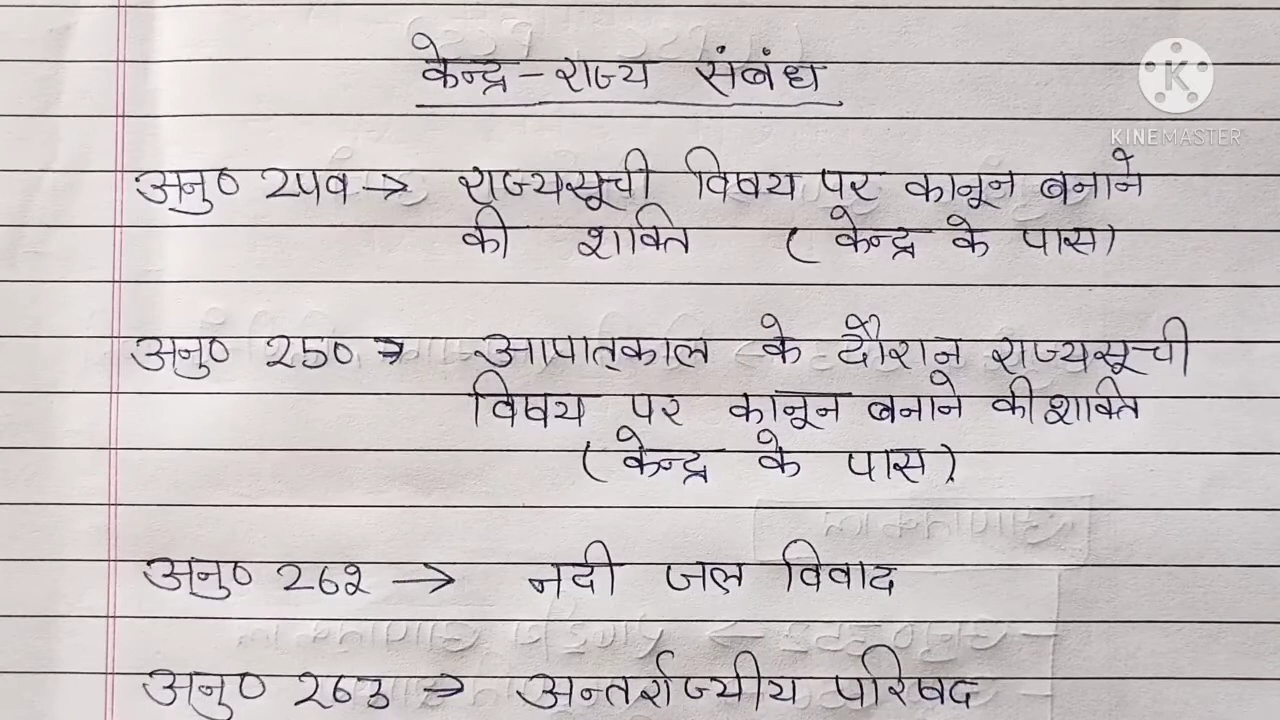 केन्द्र - राज्य संबंध
K
KINEMASTER
अनु० 249 → राज्यसूची विषय पर कानून बनाने
की शक्ति (केन्द्र के पास)
अनु० 250 → आपात्काल के दौरान राज्यसूची
विषय पर कानून बनाने की शक्ति
(केन्द्र के पास)
अनु० 262 → नदी जल विवाद
अनु० 263 → अन्तर्राज्यीय परिषद